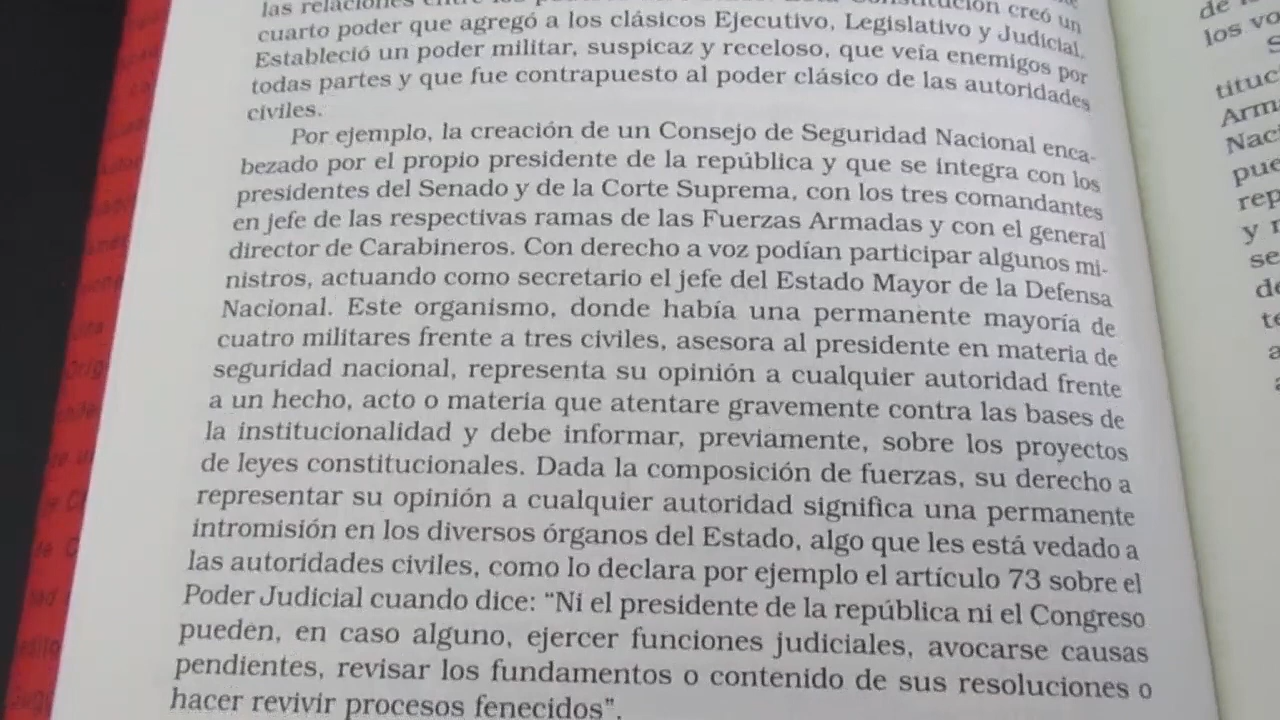 las relaciones entre los
creó un
cuarto poder que agregó a los clásicos Ejecutivo, Legislativo y Judicial.
Estableció un poder militar, suspicaz y receloso, que veía enemigos por
todas partes y que fue contrapuesto al poder clásico de las autoridades
civiles.
Por ejemplo, la creación de un Consejo de Seguridad Nacional enca-
bezado por el propio presidente de la república y que se integra con los
presidentes del Senado y de la Corte Suprema, con los tres comandantes
en jefe de las respectivas ramas de las Fuerzas Armadas y con el general
director de Carabineros. Con derecho a voz podían participar algunos mi-
nistros, actuando como secretario el jefe del Estado Mayor de la Defensa
Nacional. Este organismo, donde había una permanente mayoría de
cuatro militares frente a tres civiles, asesora al presidente en materia de
seguridad nacional, representa su opinión a cualquier autoridad frente
a un hecho, acto o materia que atentare gravemente contra las bases de
la institucionalidad y debe informar, previamente, sobre los proyectos
de leyes constitucionales. Dada la composición de fuerzas, su derecho a
representar su opinión a cualquier autoridad significa una permanente
intromisión en los diversos órganos del Estado, algo que les está vedado a
las autoridades civiles, como lo declara por ejemplo el artículo 73 sobre el
Poder Judicial cuando dice: “Ni el presidente de la república ni el Congreso
pueden, en caso alguno, ejercer funciones judiciales, avocarse causas
pendientes, revisar los fundamentos o contenido de sus resoluciones o
hacer revivir procesos fenecidos”.